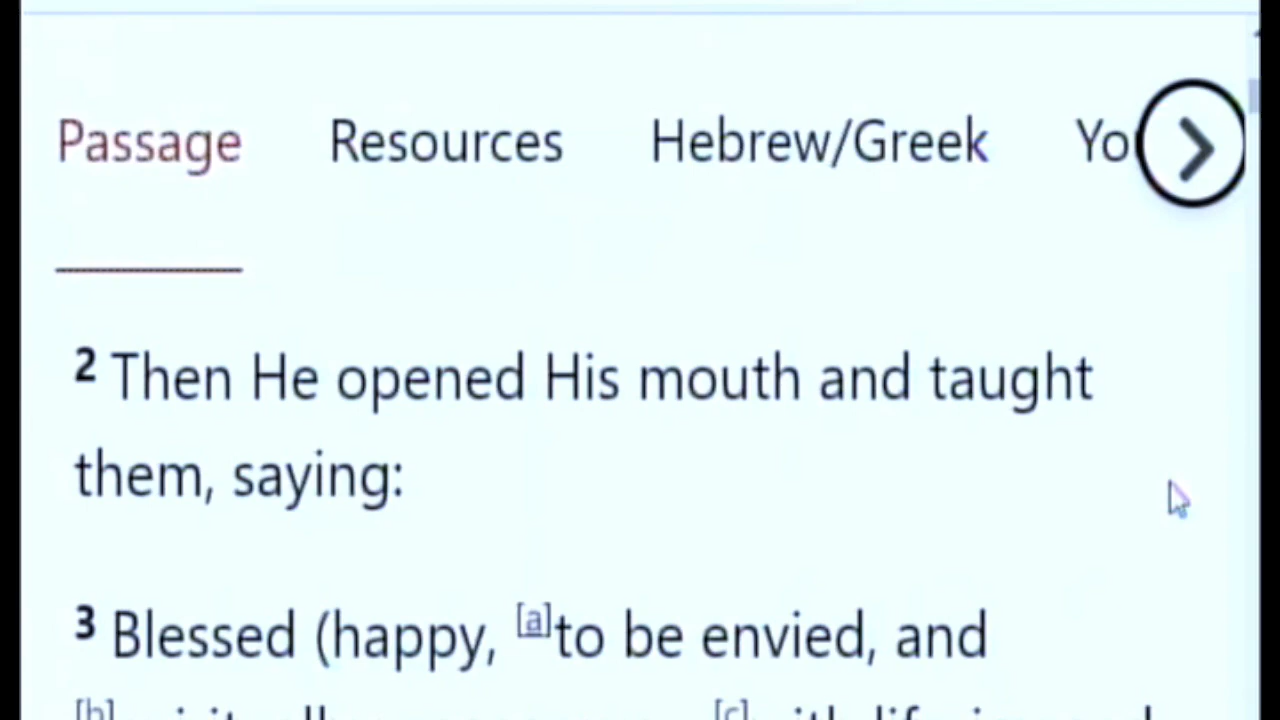 Passage Resources Hebrew/Greek
2 Then He opened His mouth and taught
them, saying:
3 Blessed (happy, [a]to be envied, and
[b] [c]